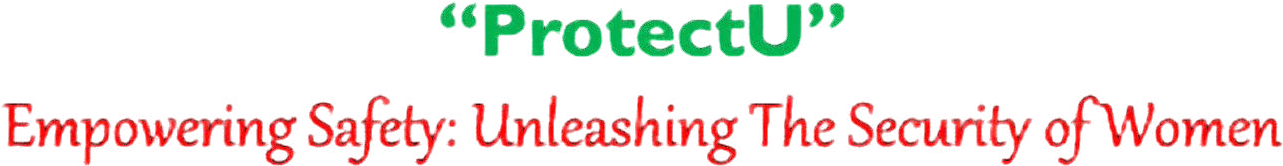 “ProtectU”
Empowering Safety: Unleashing The Security of Women